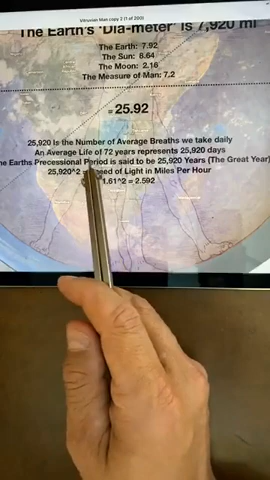 Vitruvian Man copy 2 (1 of 200)
The Earth's "Dia-meter" is 7,920 mi
The Earth: 7.92
The Sun: 8.64
The Moon: 2.16
The Measure of Man: 7.2
= 25.92
25,920 Is the Number of Average Breaths we take daily
An Average Life of 72 years represents 25,920 days
he Earths Precessional Period is said to be 25,920 Years (The Great Year)
25,920^2 = eed of Light in Miles Per Hour
1.61^2 = 2.592